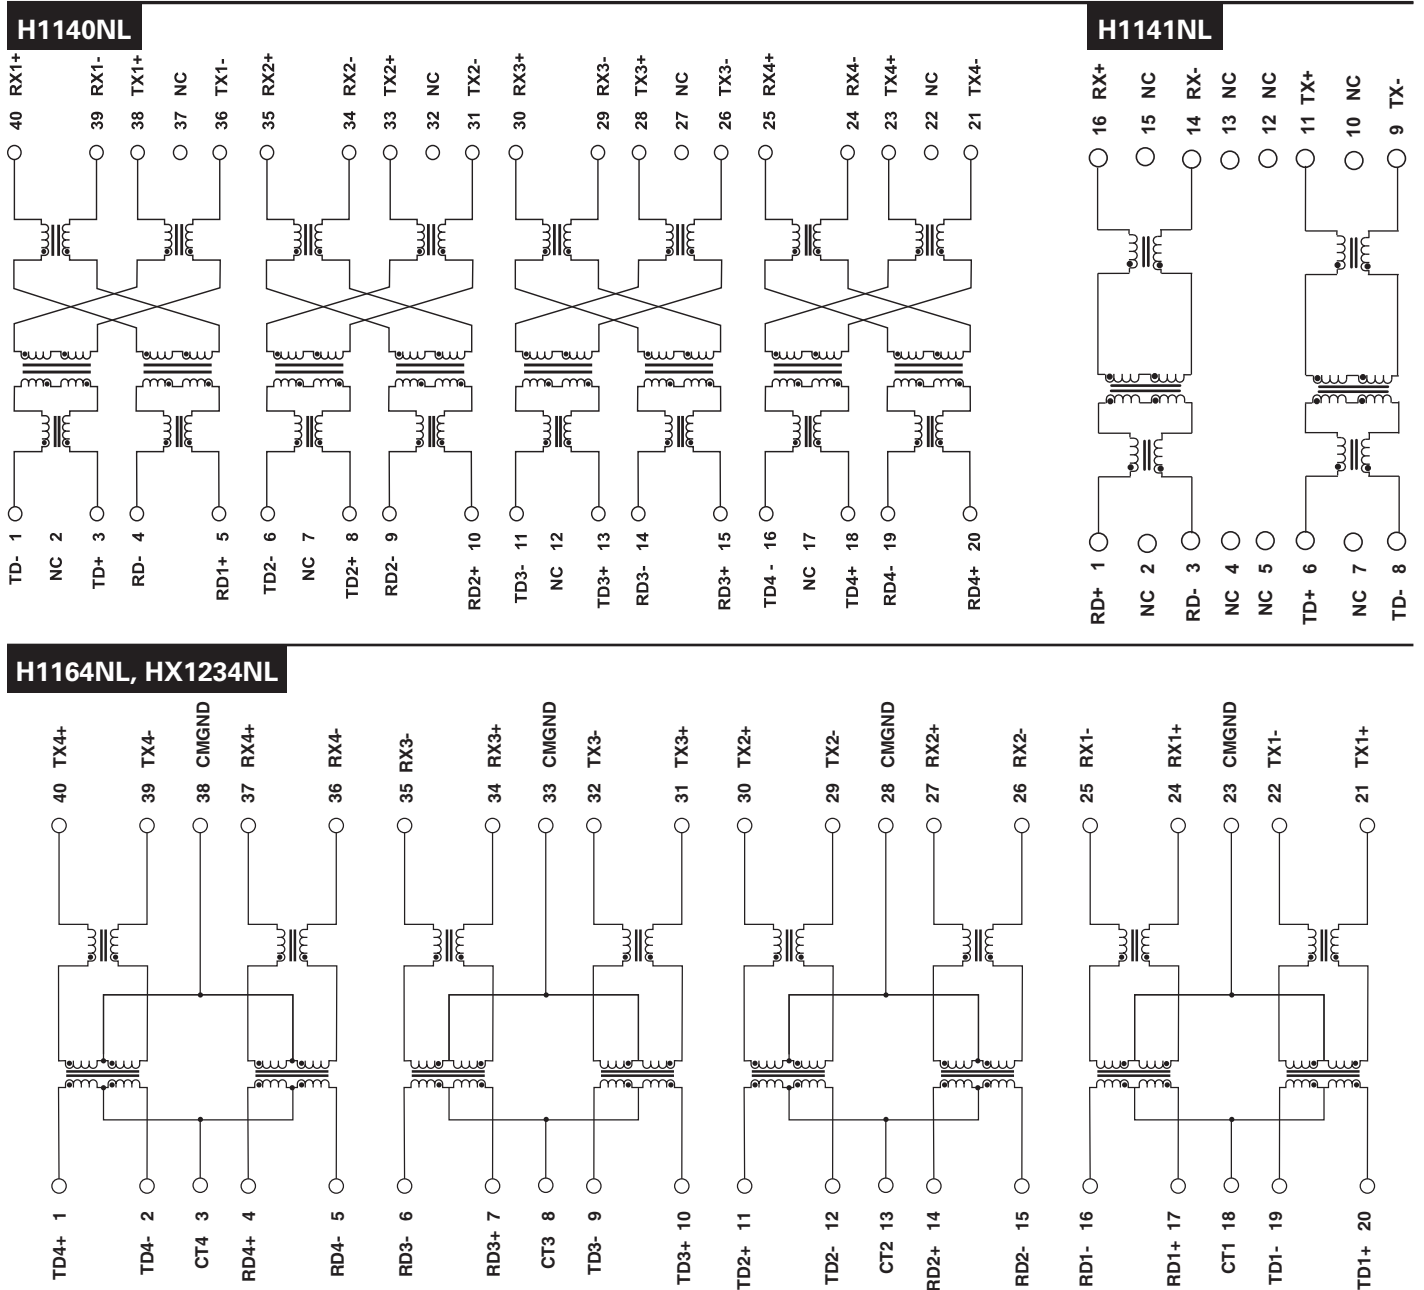 H1140NL
40 RX1+
39 RX1-
38 TX1+
37 NC
36 TX1-
35 RX2+
34 RX2-
33 TX2+
32 NC
31 TX2-
30 RX3+
29 RX3-
28 TX3+
27 NC
26 TX3-
25 RX4+
24 RX4-
23 TX4+
22 NC
21 TX4-
TD- 1
NC 2
TD+ 3
RD- 4
RD1+ 5
TD2- 6
NC 7
TD2+ 8
RD2- 9
RD2+ 10
TD3- 11
NC 12
TD3+ 13
RD3- 14
RD3+ 15
TD4 - 16
NC 17
TD4+ 18
RD4- 19
RD4+ 20
H1141NL
16 RX+
15 NC
14 RX-
13 NC
12 NC
11 TX+
10 NC
9 TX-
RD+ 1
NC 2
RD- 3
NC 4
NC 5
TD+ 6
NC 7
TD- 8
H1164NL, HX1234NL
40 TX4+
39 TX4-
38 CMGND
37 RX4+
36 RX4-
35 RX3-
34 RX3+
33 CMGND
32 TX3-
31 TX3+
30 TX2+
29 TX2-
28 CMGND
27 RX2+
26 RX2-
25 RX1-
24 RX1+
23 CMGND
22 TX1-
21 TX1+
TD4+ 1
TD4- 2
CT4 3
RD4+ 4
RD4- 5
RD3- 6
RD3+ 7
CT3 8
TD3- 9
TD3+ 10
TD2+ 11
TD2- 12
CT2 13
RD2+ 14
RD2- 15
RD1- 16
RD1+ 17
CT1 18
TD1- 19
TD1+ 20